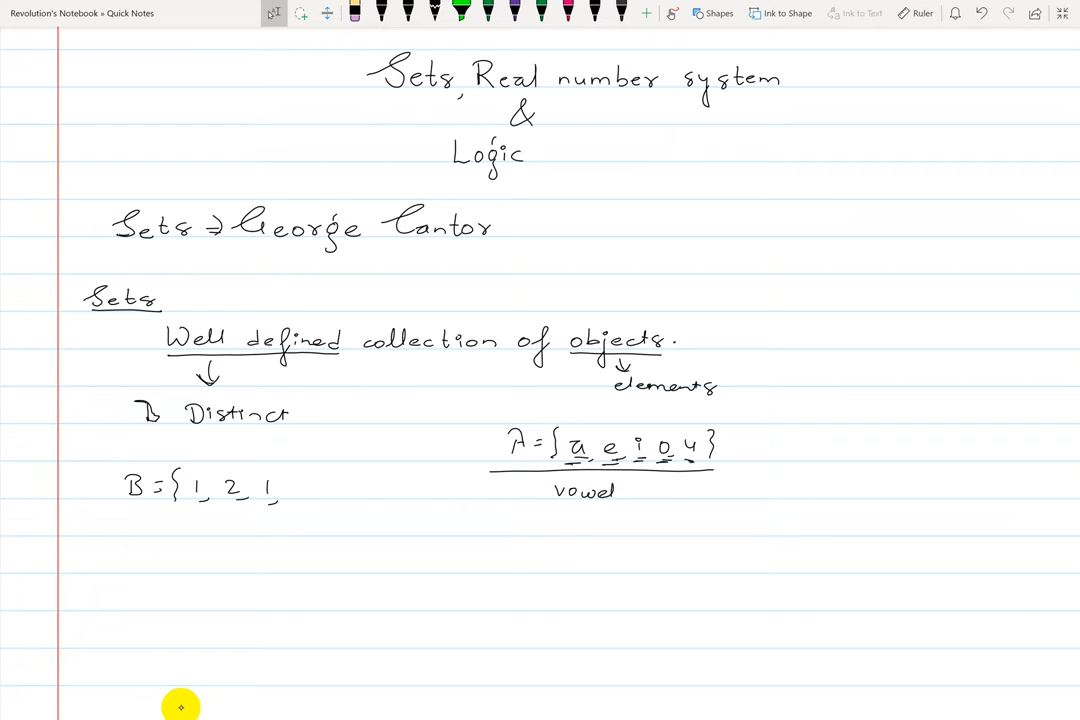 Revolution's Notebook » Quick Notes
Shapes Ink to Shape Ink to Text Ruler
Sets, Real number system
&
Logic
Sets ⇒ George Cantor
Sets
Well defined collection of objects.
elements
Distinct
A = { a, e, i, o, u }
vowel
B = { 1, 2, 1,